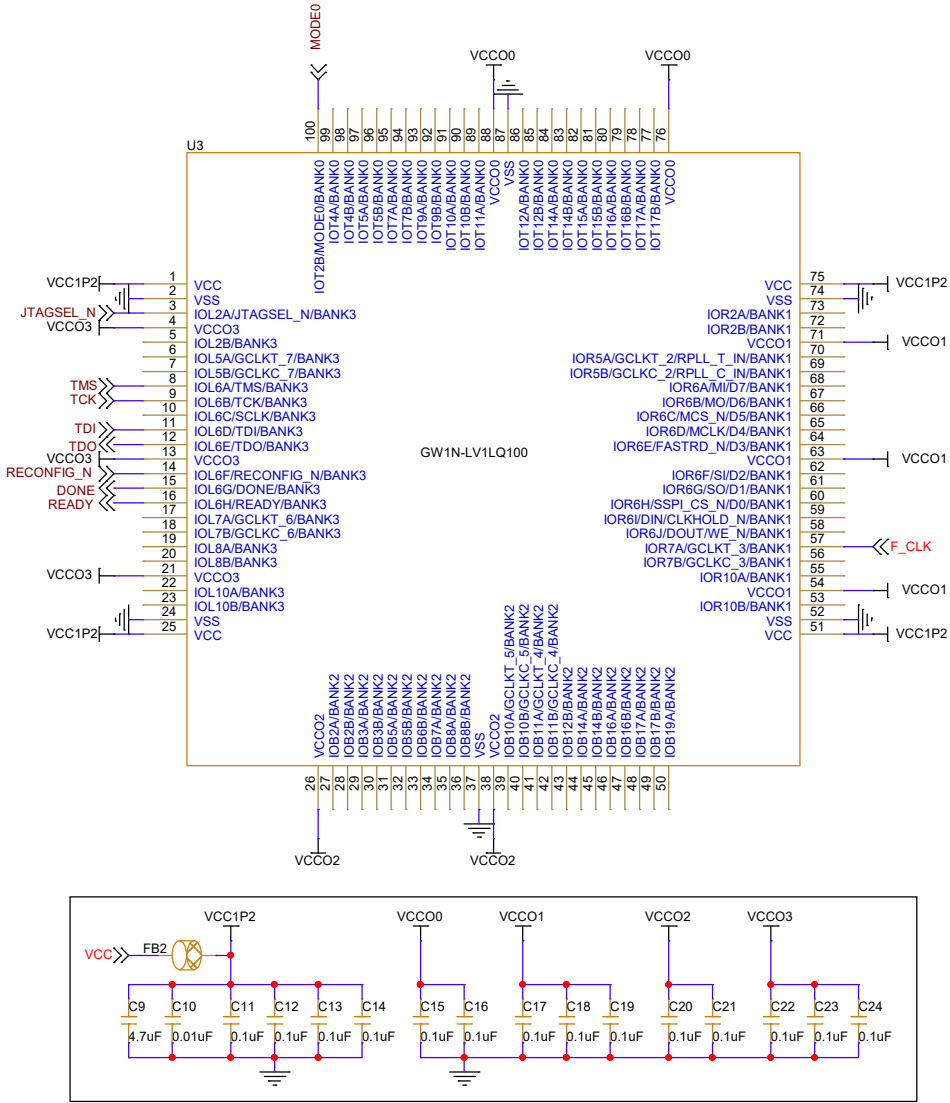 MODE0
VCCO0 VCCO0
100 99 98 97 96 95 94 93 92 91 90 89 88 87 86 85 84 83 82 81 80 79 78 77 76
U3
IOT2B/MODE0/BANK0
IOT4A/BANK0
IOT4B/BANK0
IOT5A/BANK0
IOT5B/BANK0
IOT7A/BANK0
IOT7B/BANK0
IOT9A/BANK0
IOT9B/BANK0
IOT10A/BANK0
IOT10B/BANK0
IOT11A/BANK0
VCCO0
VSS
IOT12A/BANK0
IOT12B/BANK0
IOT14A/BANK0
IOT14B/BANK0
IOT15A/BANK0
IOT15B/BANK0
IOT16A/BANK0
IOT16B/BANK0
IOT17A/BANK0
IOT17B/BANK0
VCCO0
VCC1P2 1 VCC
2 VSS
JTAGSEL_N 3 IOL2A/JTAGSEL_N/BANK3
VCCO3 4 VCCO3
5 IOL2B/BANK3
6 IOL5A/GCLKT_7/BANK3
7 IOL5B/GCLKC_7/BANK3
TMS 8 IOL6A/TMS/BANK3
TCK 9 IOL6B/TCK/BANK3
10 IOL6C/SCLK/BANK3
TDI 11 IOL6D/TDI/BANK3
TDO 12 IOL6E/TDO/BANK3
VCCO3 13 VCCO3
RECONFIG_N 14 IOL6F/RECONFIG_N/BANK3
DONE 15 IOL6G/DONE/BANK3
READY 16 IOL6H/READY/BANK3
17 IOL7A/GCLKT_6/BANK3
18 IOL7B/GCLKC_6/BANK3
19 IOL8A/BANK3
20 IOL8B/BANK3
VCCO3 21 VCCO3
22 IOL10A/BANK3
23 IOL10B/BANK3
24 VSS
VCC1P2 25 VCC
GW1N-LV1LQ100
VCC 75 VCC1P2
VSS 74
IOR2A/BANK1 73
IOR2B/BANK1 72
VCCO1 71 VCCO1
IOR5A/GCLKT_2/RPLL_T_IN/BANK1 70
IOR5B/GCLKC_2/RPLL_C_IN/BANK1 69
IOR6A/MI/D7/BANK1 68
IOR6B/MO/D6/BANK1 67
IOR6C/MCS_N/D5/BANK1 66
IOR6D/MCLK/D4/BANK1 65
IOR6E/FASTRD_N/D3/BANK1 64
VCCO1 63 VCCO1
IOR6F/SI/D2/BANK1 62
IOR6G/SO/D1/BANK1 61
IOR6H/SSPI_CS_N/D0/BANK1 60
IOR6I/DIN/CLKHOLD_N/BANK1 59
IOR6J/DOUT/WE_N/BANK1 58
IOR7A/GCLKT_3/BANK1 57 F_CLK
IOR7B/GCLKC_3/BANK1 56
IOR10A/BANK1 55
VCCO1 54 VCCO1
IOR10B/BANK1 53
VSS 52
VCC 51 VCC1P2
VCCO2
IOB2A/BANK2
IOB2B/BANK2
IOB3A/BANK2
IOB3B/BANK2
IOB5A/BANK2
IOB5B/BANK2
IOB6B/BANK2
IOB7A/BANK2
IOB8A/BANK2
IOB8B/BANK2
VSS
VCCO2
IOB10A/GCLKT_5/BANK2
IOB10B/GCLKC_5/BANK2
IOB11A/GCLKT_4/BANK2
IOB11B/GCLKC_4/BANK2
IOB12B/BANK2
IOB14A/BANK2
IOB14B/BANK2
IOB16A/BANK2
IOB16B/BANK2
IOB17A/BANK2
IOB17B/BANK2
IOB19A/BANK2
26 27 28 29 30 31 32 33 34 35 36 37 38 39 40 41 42 43 44 45 46 47 48 49 50
VCCO2 VCCO2
VCC1P2 VCCO0 VCCO1 VCCO2 VCCO3
VCC FB2
C9 C10 C11 C12 C13 C14 C15 C16 C17 C18 C19 C20 C21 C22 C23 C24
4.7uF 0.01uF 0.1uF 0.1uF 0.1uF 0.1uF 0.1uF 0.1uF 0.1uF 0.1uF 0.1uF 0.1uF 0.1uF 0.1uF 0.1uF 0.1uF